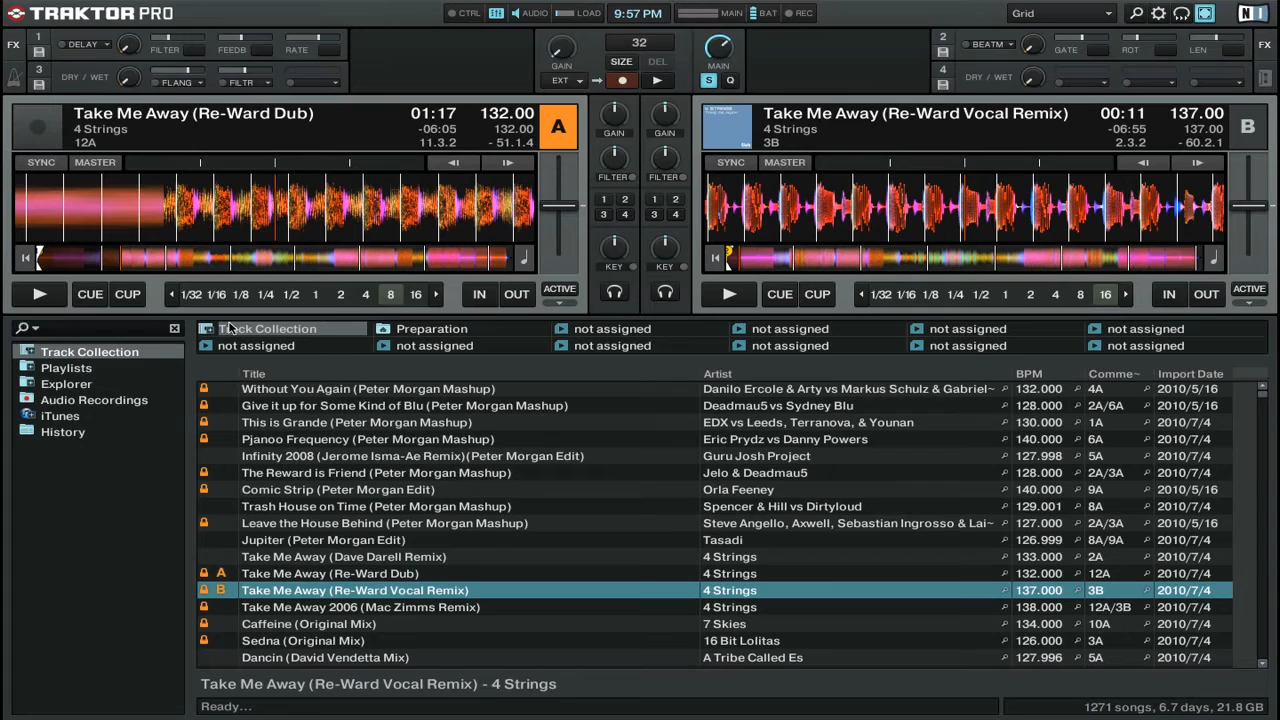 TRAKTOR PRO
CTRL AUDIO LOAD 9:57 PM MAIN BAT REC Grid
FX 1 DELAY FILTER FEEDB RATE
3 DRY / WET FLANG FILTR
GAIN 32 MAIN
SIZE DEL
EXT S Q
2 BEATM GATE ROT LEN FX
4 DRY / WET
Take Me Away (Re-Ward Dub) 01:17 132.00
4 Strings -06:05 132.00
12A 11.3.2 - 51.1.4
A
SYNC MASTER
GAIN GAIN
FILTER FILTER
1 2 1 2
3 4 3 4
KEY KEY
Take Me Away (Re-Ward Vocal Remix) 00:11 137.00
4 Strings -06:55 137.00
3B 2.3.2 - 60.2.1
B
SYNC MASTER
CUE CUP 1/32 1/16 1/8 1/4 1/2 1 2 4 8 16 IN OUT ACTIVE
CUE CUP 1/32 1/16 1/8 1/4 1/2 1 2 4 8 16 IN OUT ACTIVE
Track Collection
Playlists
Explorer
Audio Recordings
iTunes
History
Track Collection Preparation not assigned not assigned not assigned not assigned
not assigned not assigned not assigned not assigned not assigned not assigned
Title Artist BPM Comme~ Import Date
Without You Again (Peter Morgan Mashup) Danilo Ercole & Arty vs Markus Schulz & Gabriel~ 132.000 4A 2010/5/16
Give it up for Some Kind of Blu (Peter Morgan Mashup) Deadmau5 vs Sydney Blu 128.000 2A/6A 2010/5/16
This is Grande (Peter Morgan Mashup) EDX vs Leeds, Terranova, & Younan 130.000 1A 2010/5/16
Pjanoo Frequency (Peter Morgan Mashup) Eric Prydz vs Danny Powers 140.000 6A 2010/7/4
Infinity 2008 (Jerome Isma-Ae Remix)(Peter Morgan Edit) Guru Josh Project 127.998 5A 2010/7/4
The Reward is Friend (Peter Morgan Mashup) Jelo & Deadmau5 128.000 2A/3A 2010/7/4
Comic Strip (Peter Morgan Edit) Orla Feeney 140.000 9A 2010/5/16
Trash House on Time (Peter Morgan Mashup) Spencer & Hill vs Dirtyloud 129.001 8A 2010/7/4
Leave the House Behind (Peter Morgan Mashup) Steve Angello, Axwell, Sebastian Ingrosso & Lai~ 127.000 2A/3A 2010/5/16
Jupiter (Peter Morgan Edit) Tasadi 126.999 8A/9A 2010/7/4
Take Me Away (Dave Darell Remix) 4 Strings 133.000 2A 2010/7/4
A Take Me Away (Re-Ward Dub) 4 Strings 132.000 12A 2010/7/4
B Take Me Away (Re-Ward Vocal Remix) 4 Strings 137.000 3B 2010/7/4
Take Me Away 2006 (Mac Zimms Remix) 4 Strings 138.000 12A/3B 2010/7/4
Caffeine (Original Mix) 7 Skies 134.000 10A 2010/7/4
Sedna (Original Mix) 16 Bit Lolitas 126.000 3A 2010/7/4
Dancin (David Vendetta Mix) A Tribe Called Es 127.996 5A 2010/7/4
Take Me Away (Re-Ward Vocal Remix) - 4 Strings
Ready... 1271 songs, 6.7 days, 21.8 GB